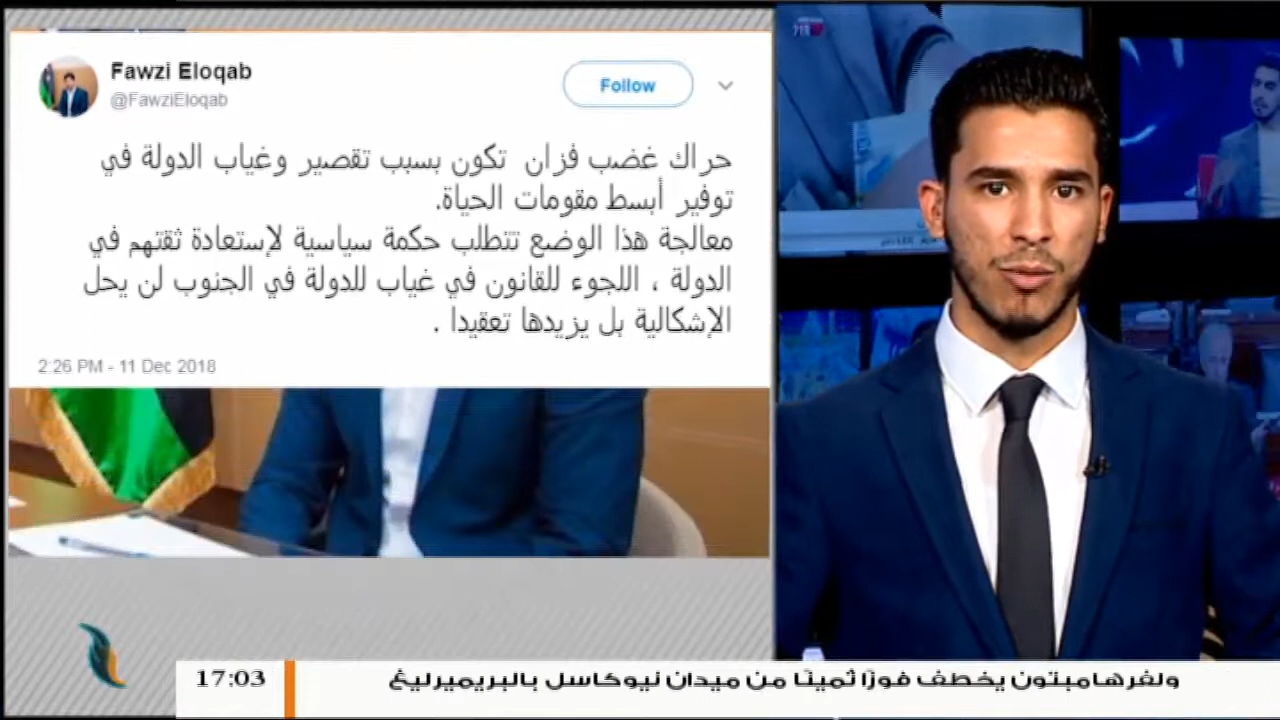 Fawzi Eloqab
@FawziEloqab
Follow
حراك غضب فزان تكون بسبب تقصير وغياب الدولة في
توفير أبسط مقومات الحياة.
معالجة هذا الوضع تتطلب حكمة سياسية لإستعادة ثقتهم في
الدولة ، اللجوء للقانون في غياب للدولة في الجنوب لن يحل
الإشكالية بل يزيدها تعقيدا .
2:26 PM - 11 Dec 2018
17:03
ولفرهامبتون يخطف فوزًا ثمينًا من ميدان نيوكاسل بالبريميرليغ